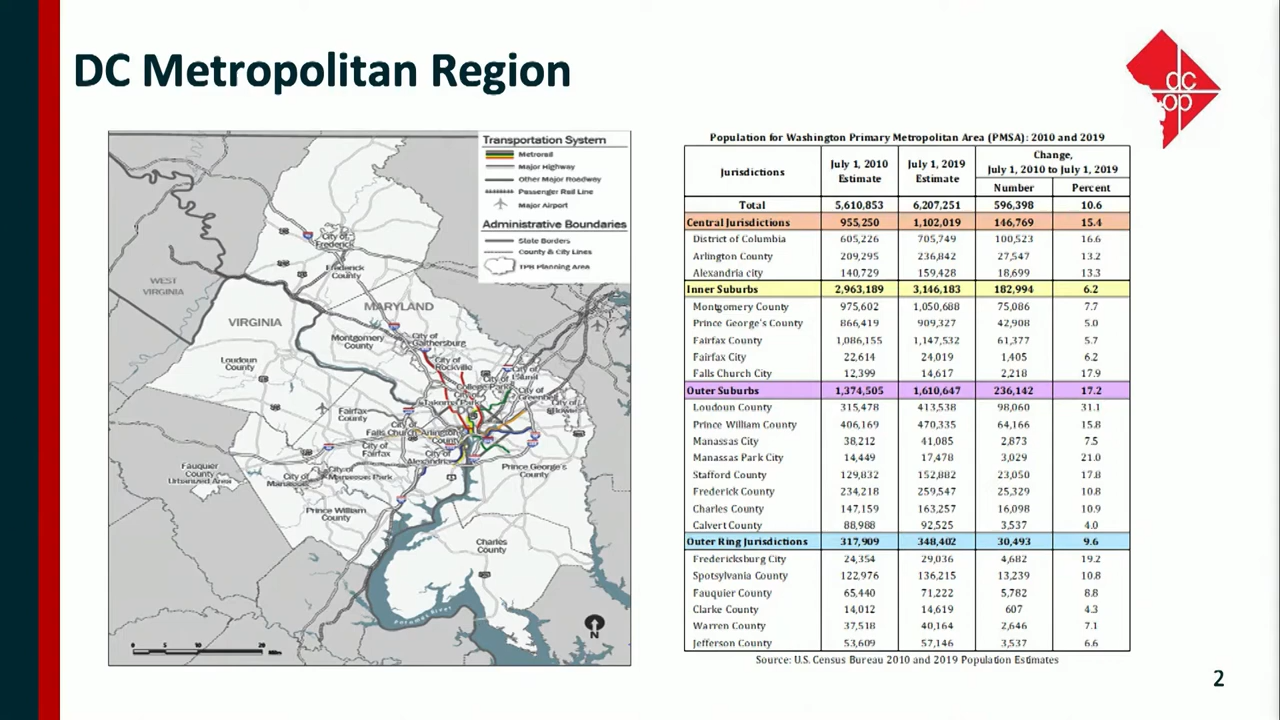 DC Metropolitan Region
dc
op
Transportation System
Metrorail
Major Highway
Other Major Roadway
Passenger Rail Line
Major Airport
Administrative Boundaries
State Borders
County & City Lines
TPB Planning Area
City of
Frederick
Frederick
County
WEST
VIRGINIA
MARYLAND
VIRGINIA
Montgomery
County
City of
Gaithersburg
City of
Rockville
Loudoun
County
City of
Laurel
College Park
City of
Greenbelt
City of
Takoma Park
City of
Bowie
Fairfax
County
City of
Falls Church
Arlington
County
City of
Fairfax
City of
Alexandria
Prince George's
County
Fauquier
County
Urbanized Area
City of
Manassas
City of
Manassas Park
Prince William
County
Charles
County
Potomac River
N
0 5 10 20
Miles
Population for Washington Primary Metropolitan Area (PMSA): 2010 and 2019
Jurisdictions
July 1, 2010
Estimate
July 1, 2019
Estimate
Change,
July 1, 2010 to July 1, 2019
Number Percent
Total 5,610,853 6,207,251 596,398 10.6
Central Jurisdictions 955,250 1,102,019 146,769 15.4
District of Columbia 605,226 705,749 100,523 16.6
Arlington County 209,295 236,842 27,547 13.2
Alexandria city 140,729 159,428 18,699 13.3
Inner Suburbs 2,963,189 3,146,183 182,994 6.2
Montgomery County 975,602 1,050,688 75,086 7.7
Prince George's County 866,419 909,327 42,908 5.0
Fairfax County 1,086,155 1,147,532 61,377 5.7
Fairfax City 22,614 24,019 1,405 6.2
Falls Church City 12,399 14,617 2,218 17.9
Outer Suburbs 1,374,505 1,610,647 236,142 17.2
Loudoun County 315,478 413,538 98,060 31.1
Prince William County 406,169 470,335 64,166 15.8
Manassas City 38,212 41,085 2,873 7.5
Manassas Park City 14,449 17,478 3,029 21.0
Stafford County 129,832 152,882 23,050 17.8
Frederick County 234,218 259,547 25,329 10.8
Charles County 147,159 163,257 16,098 10.9
Calvert County 88,988 92,525 3,537 4.0
Outer Ring Jurisdictions 317,909 348,402 30,493 9.6
Fredericksburg City 24,354 29,036 4,682 19.2
Spotsylvania County 122,976 136,215 13,239 10.8
Fauquier County 65,440 71,222 5,782 8.8
Clarke County 14,012 14,619 607 4.3
Warren County 37,518 40,164 2,646 7.1
Jefferson County 53,609 57,146 3,537 6.6
Source: U.S. Census Bureau 2010 and 2019 Population Estimates
2